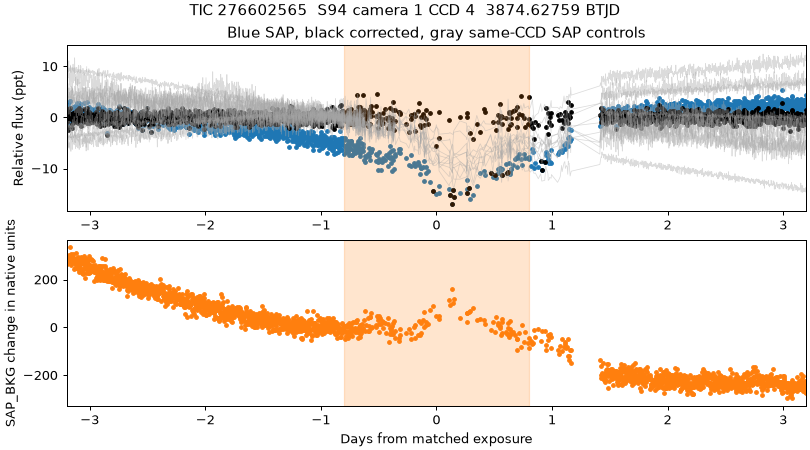 TIC 276602565  S94 camera 1 CCD 4  3874.62759 BTJD
Blue SAP, black corrected, gray same-CCD SAP controls
Relative flux (ppt)
10
0
−10
−3 −2 −1 0 1 2 3
SAP_BKG change in native units
200
0
−200
−3 −2 −1 0 1 2 3
Days from matched exposure